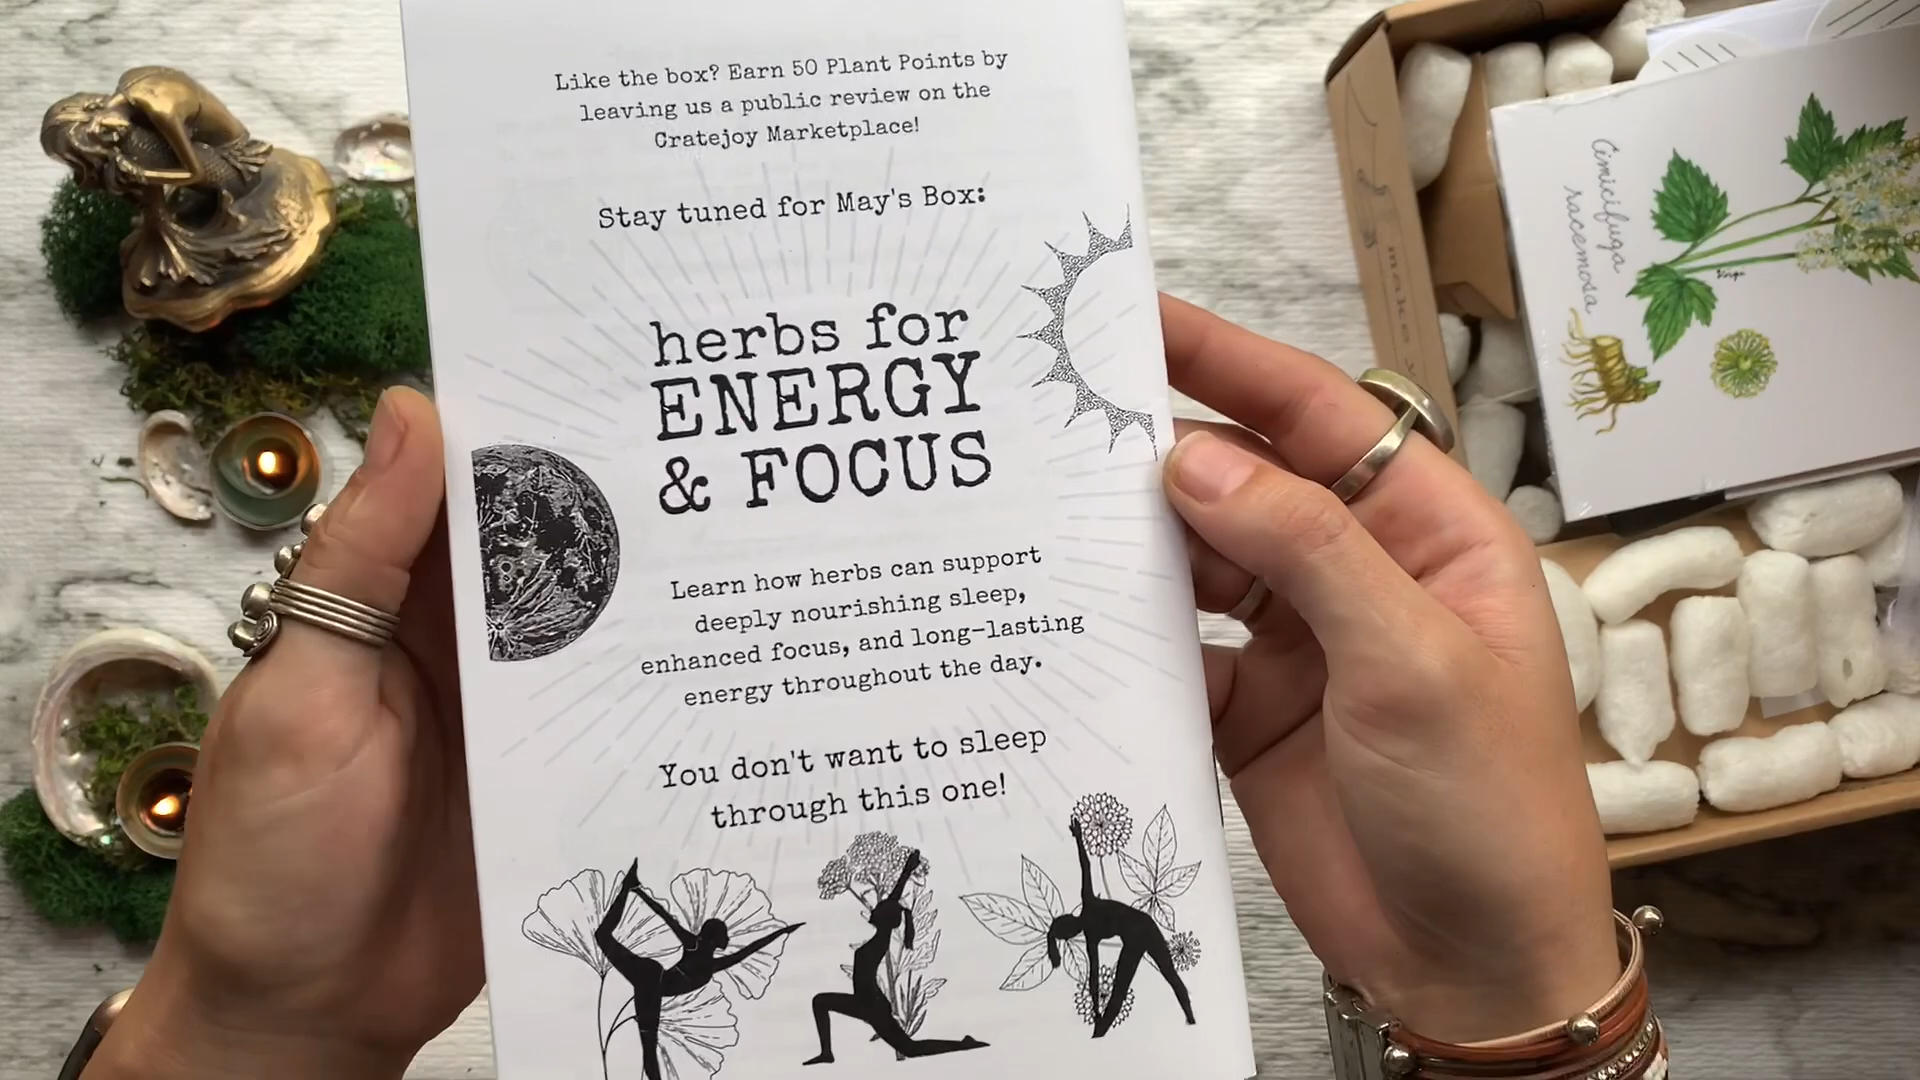 Like the box? Earn 50 Plant Points by
leaving us a public review on the
Cratejoy Marketplace!
Stay tuned for May's Box:
herbs for
ENERGY
& FOCUS
Learn how herbs can support
deeply nourishing sleep,
enhanced focus, and long-lasting
energy throughout the day.
You don't want to sleep
through this one!
Cimicifuga
racemosa
make